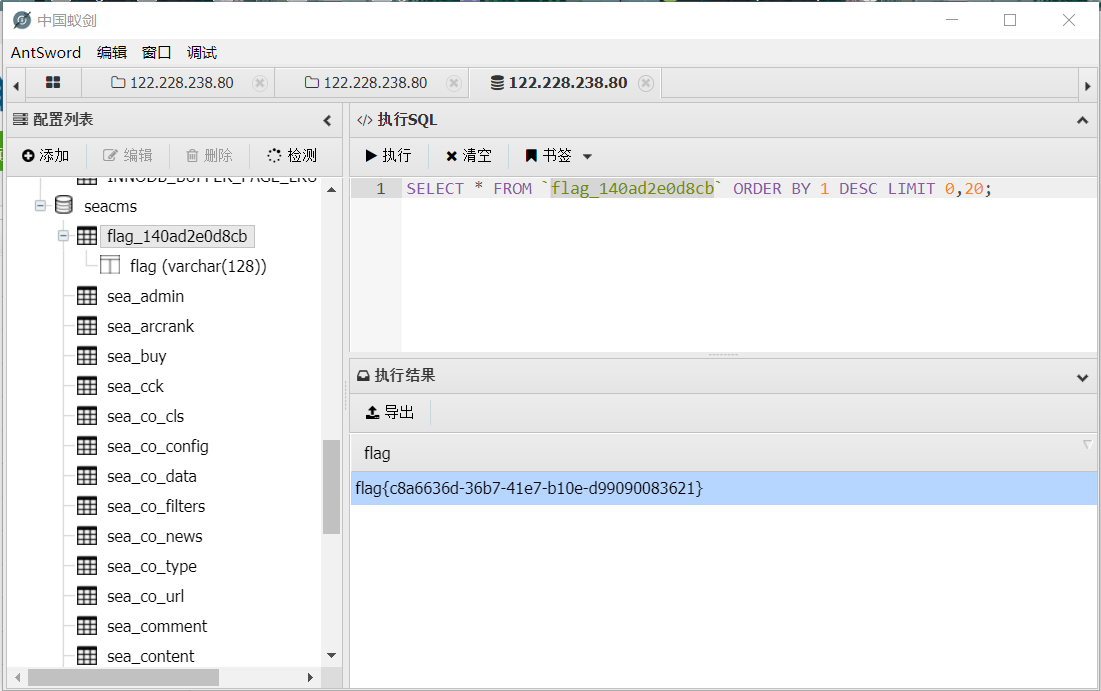 中国蚁剑
AntSword 编辑 窗口 调试
122.228.238.80 122.228.238.80 122.228.238.80
配置列表
添加 编辑 删除 检测
INNODB_BUFFER_PAGE_LRU
seacms
flag_140ad2e0d8cb
flag (varchar(128))
sea_admin
sea_arcrank
sea_buy
sea_cck
sea_co_cls
sea_co_config
sea_co_data
sea_co_filters
sea_co_news
sea_co_type
sea_co_url
sea_comment
sea_content
</> 执行SQL
执行 清空 书签
1 SELECT * FROM `flag_140ad2e0d8cb` ORDER BY 1 DESC LIMIT 0,20;
执行结果
导出
flag
flag{c8a6636d-36b7-41e7-b10e-d99090083621}